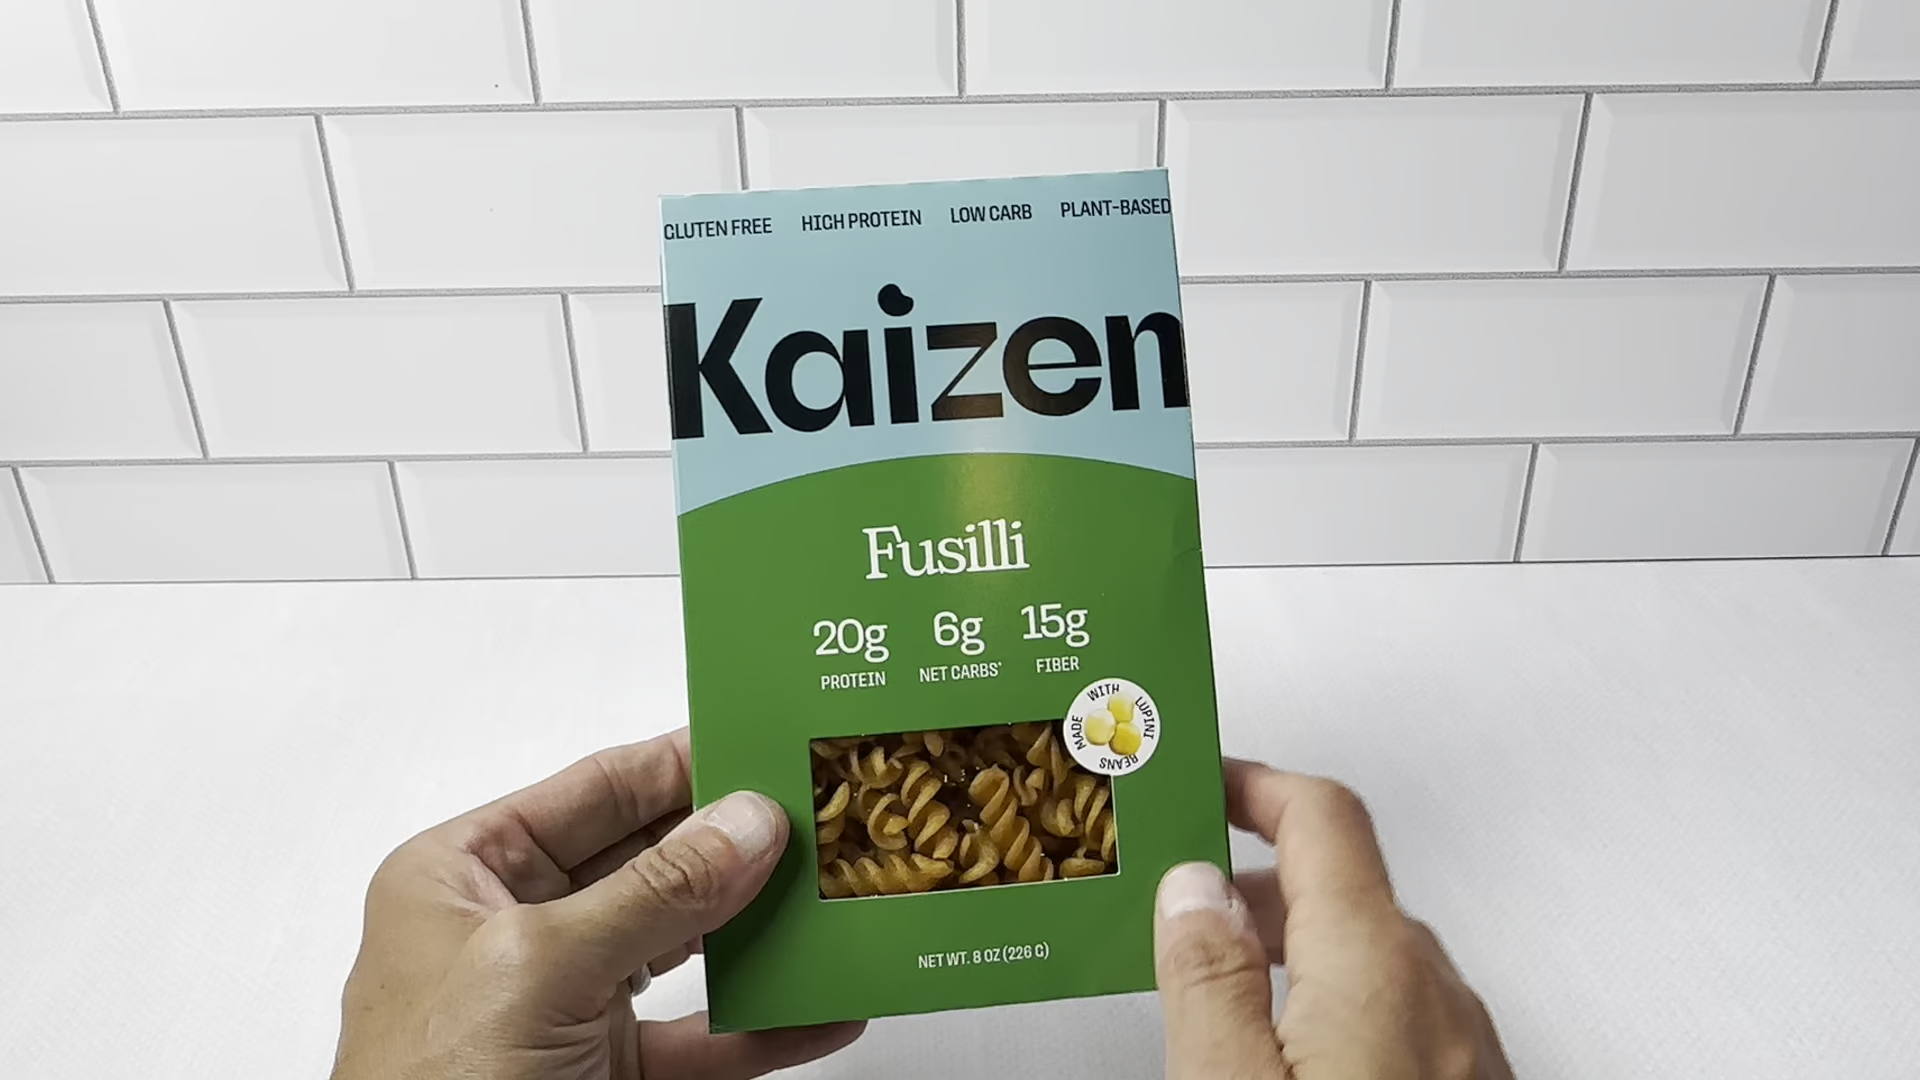 GLUTEN FREE HIGH PROTEIN LOW CARB PLANT-BASED
Kaizen
Fusilli
20g 6g 15g
PROTEIN NET CARBS* FIBER
MADE WITH LUPINI BEANS
NET WT. 8 OZ (226 G)